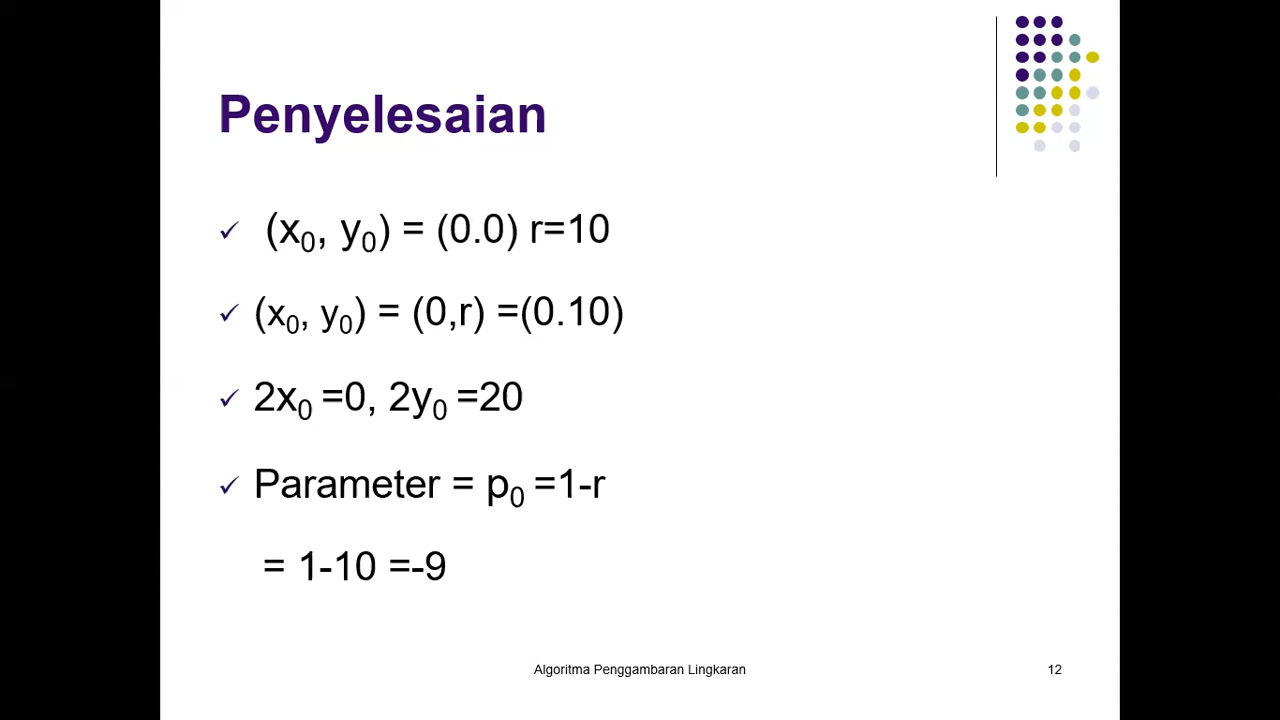 Penyelesaian
✓ (x₀, y₀) = (0.0) r=10
✓ (x₀, y₀) = (0,r) =(0.10)
✓ 2x₀ =0, 2y₀ =20
✓ Parameter = p₀ =1-r
= 1-10 =-9
Algoritma Penggambaran Lingkaran 12